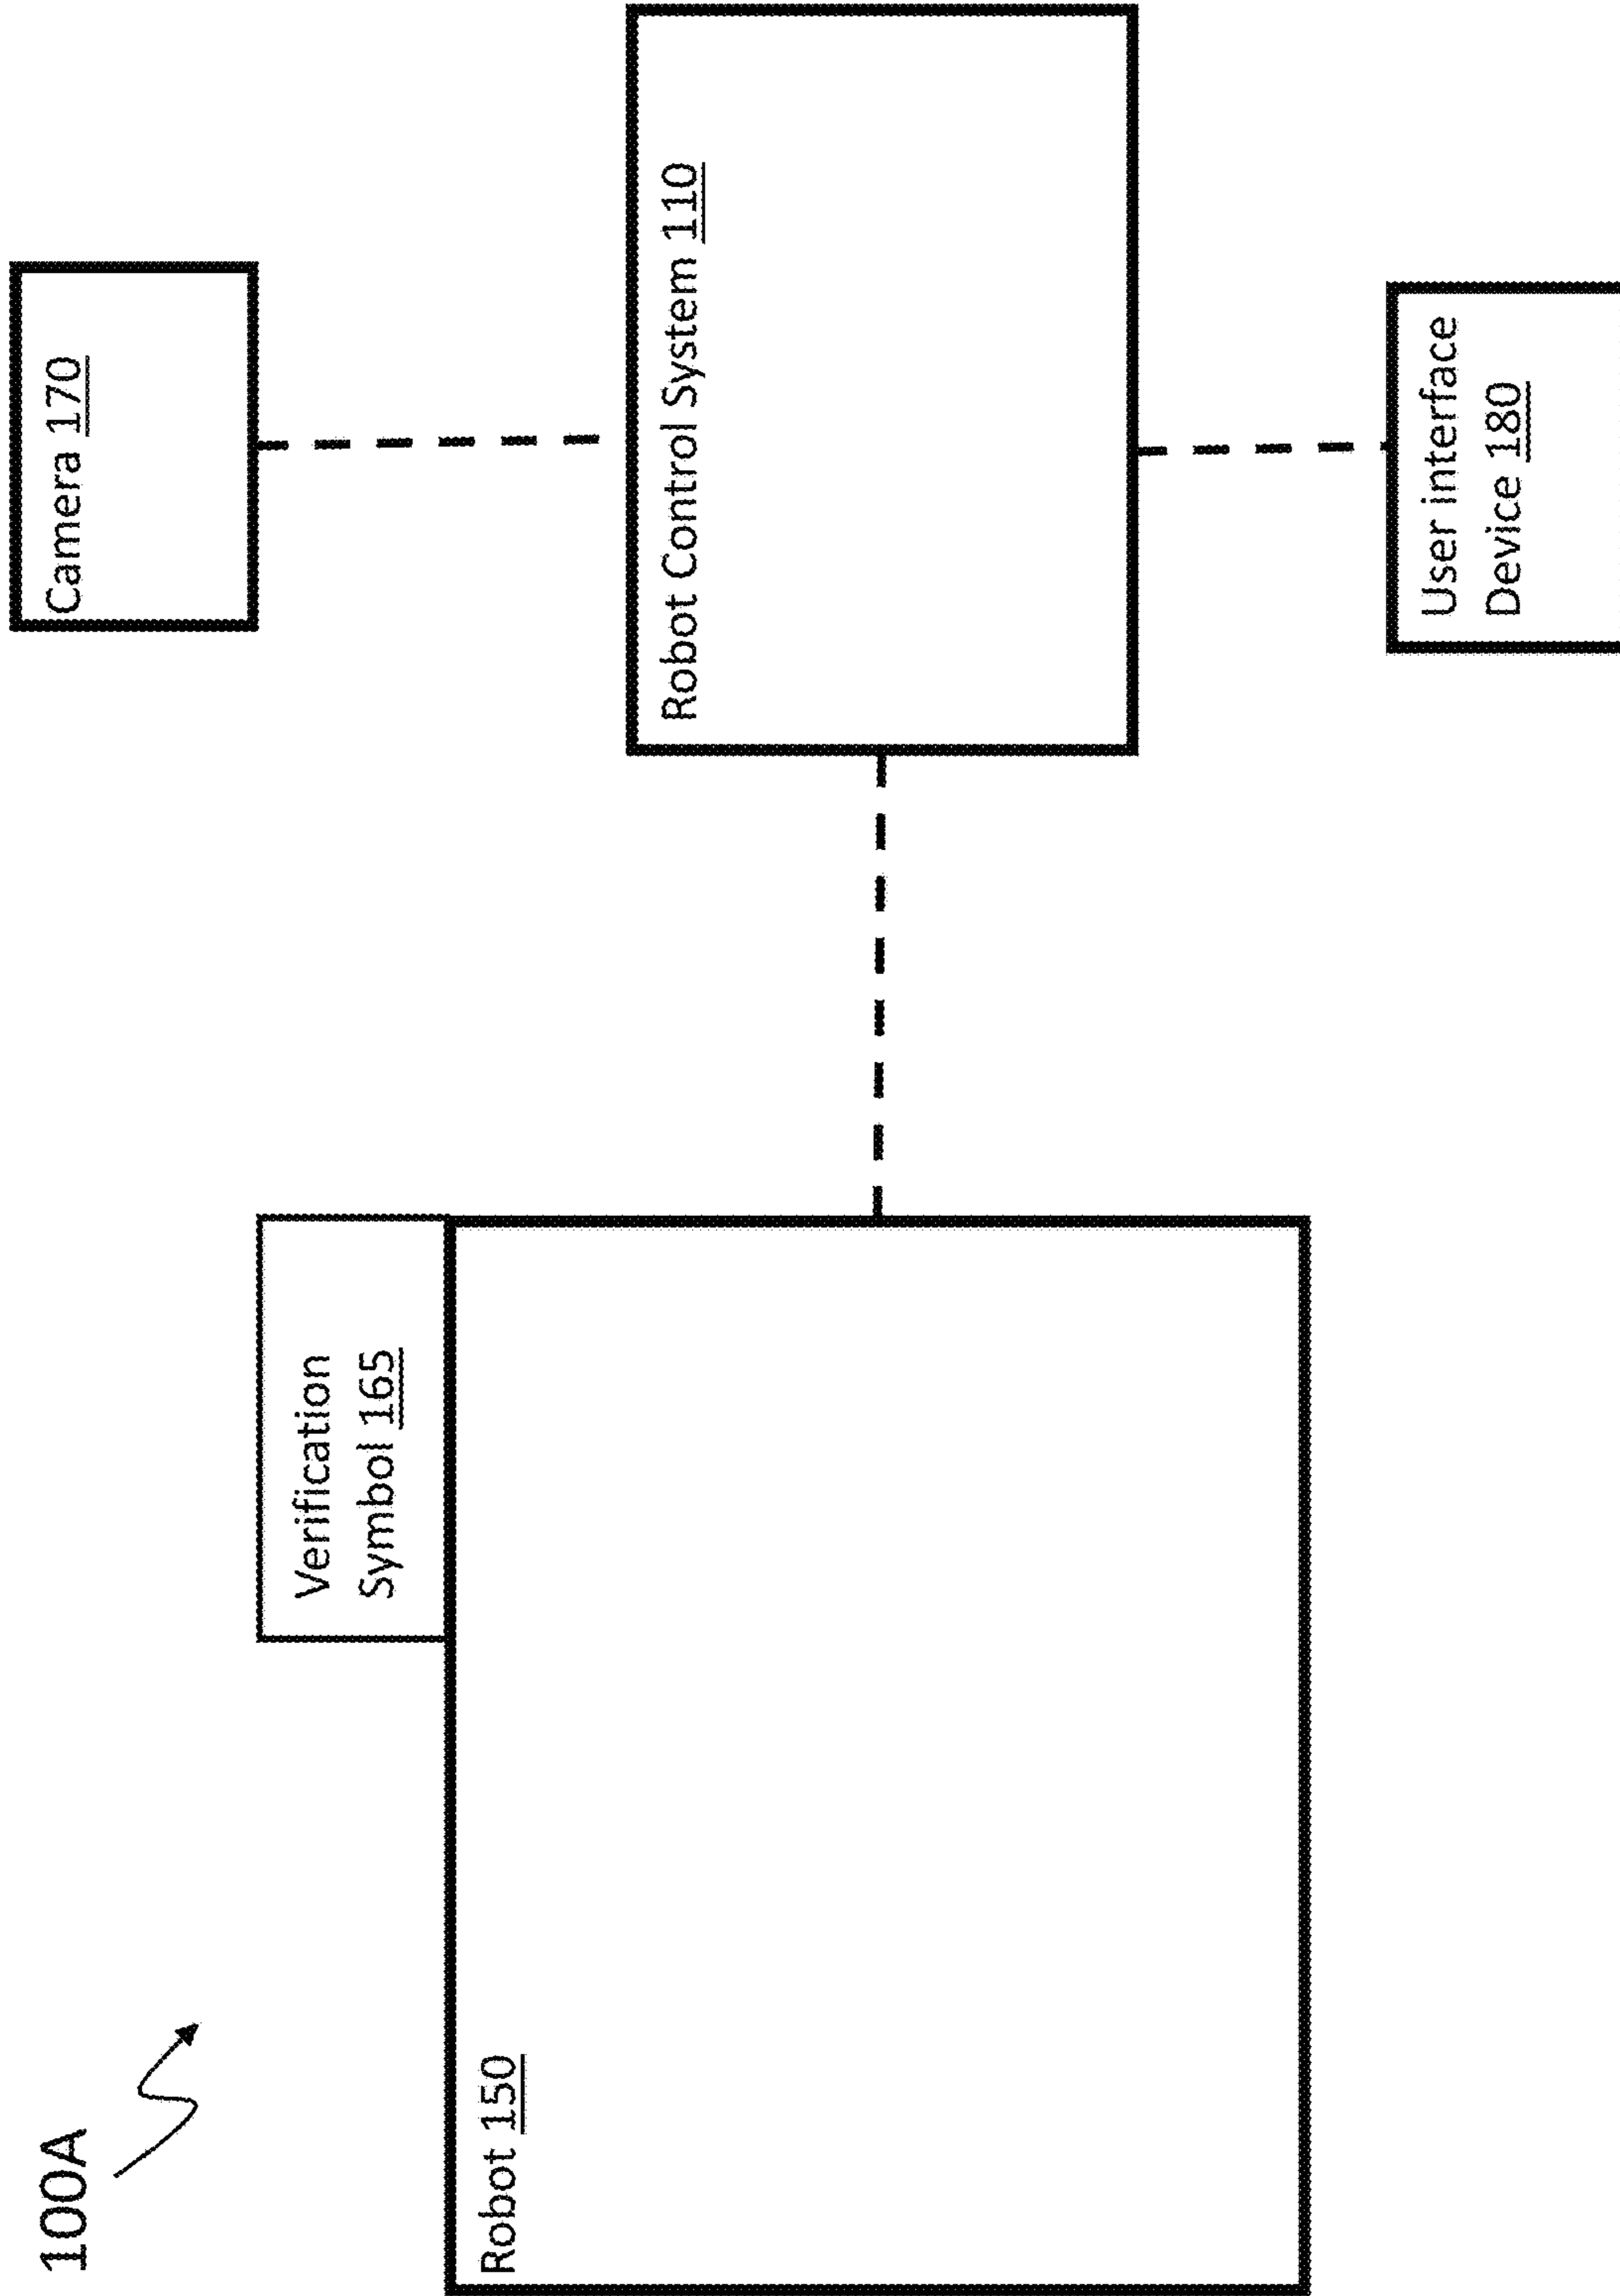 100A
Robot 150
Verification
Symbol 165
Camera 170
Robot Control System 110
User interface
Device 180